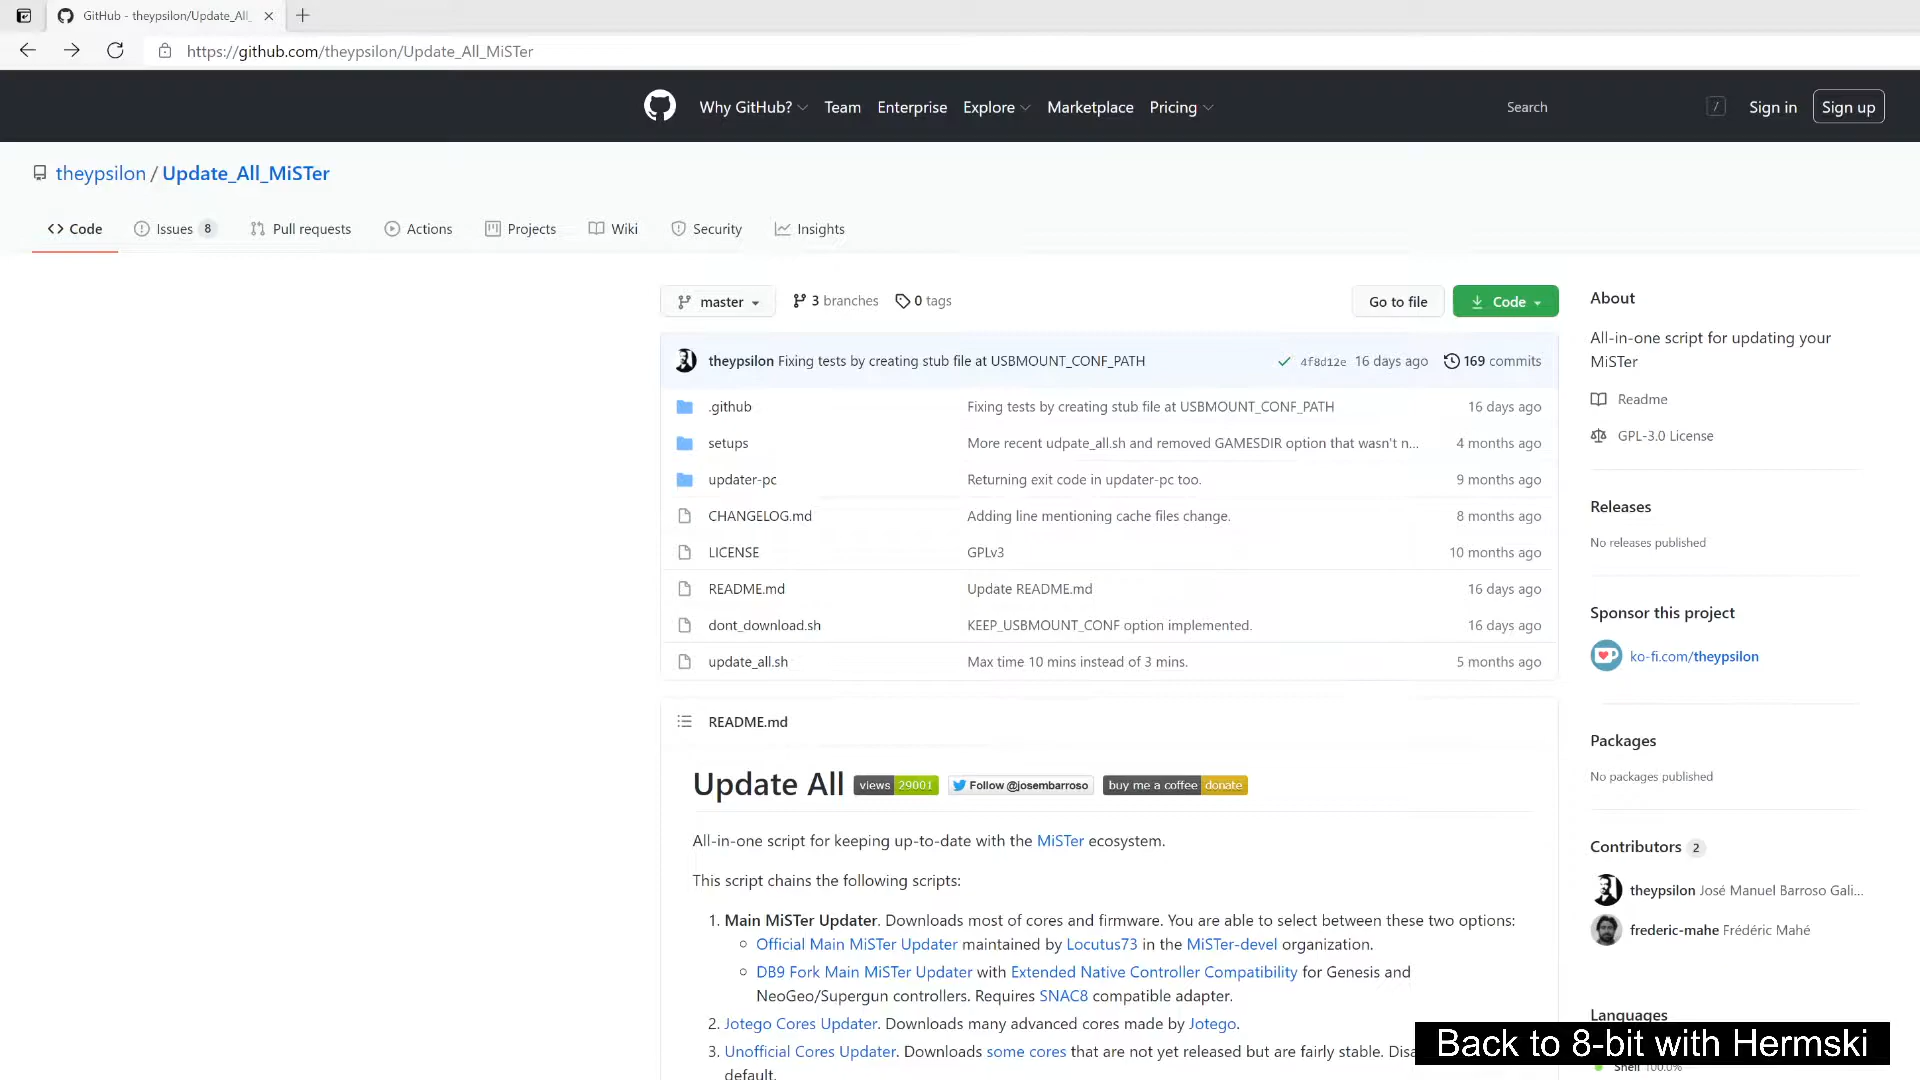 GitHub - theypsilon/Update_All_
https://github.com/theypsilon/Update_All_MiSTer
Why GitHub? Team Enterprise Explore Marketplace Pricing Search / Sign in Sign up
theypsilon / Update_All_MiSTer
Code Issues 8 Pull requests Actions Projects Wiki Security Insights
master 3 branches 0 tags Go to file Code
theypsilon Fixing tests by creating stub file at USBMOUNT_CONF_PATH 4f8d12e 16 days ago 169 commits
.github Fixing tests by creating stub file at USBMOUNT_CONF_PATH 16 days ago
setups More recent udpate_all.sh and removed GAMESDIR option that wasn't n... 4 months ago
updater-pc Returning exit code in updater-pc too. 9 months ago
CHANGELOG.md Adding line mentioning cache files change. 8 months ago
LICENSE GPLv3 10 months ago
README.md Update README.md 16 days ago
dont_download.sh KEEP_USBMOUNT_CONF option implemented. 16 days ago
update_all.sh Max time 10 mins instead of 3 mins. 5 months ago
README.md
Update All views 29001 Follow @josembarroso buy me a coffee donate
All-in-one script for keeping up-to-date with the MiSTer ecosystem.
This script chains the following scripts:
1. Main MiSTer Updater. Downloads most of cores and firmware. You are able to select between these two options:
Official Main MiSTer Updater maintained by Locutus73 in the MiSTer-devel organization.
DB9 Fork Main MiSTer Updater with Extended Native Controller Compatibility for Genesis and
NeoGeo/Supergun controllers. Requires SNAC8 compatible adapter.
2. Jotego Cores Updater. Downloads many advanced cores made by Jotego.
3. Unofficial Cores Updater. Downloads some cores that are not yet released but are fairly stable. Disa
default.
About
All-in-one script for updating your
MiSTer
Readme
GPL-3.0 License
Releases
No releases published
Sponsor this project
ko-fi.com/theypsilon
Packages
No packages published
Contributors 2
theypsilon José Manuel Barroso Gali...
frederic-mahe Frédéric Mahé
Languages
Shell 100.0%
Back to 8-bit with Hermski